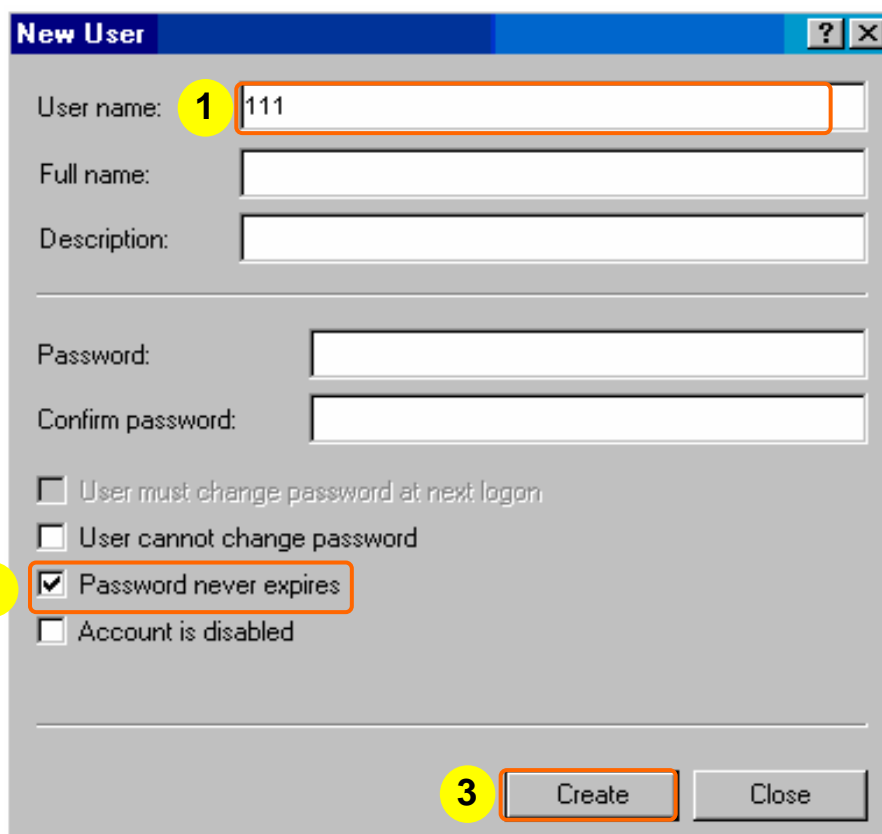 New User
User name: 1 111
Full name:
Description:
Password:
Confirm password:
User must change password at next logon
User cannot change password
Password never expires
Account is disabled
3 Create Close